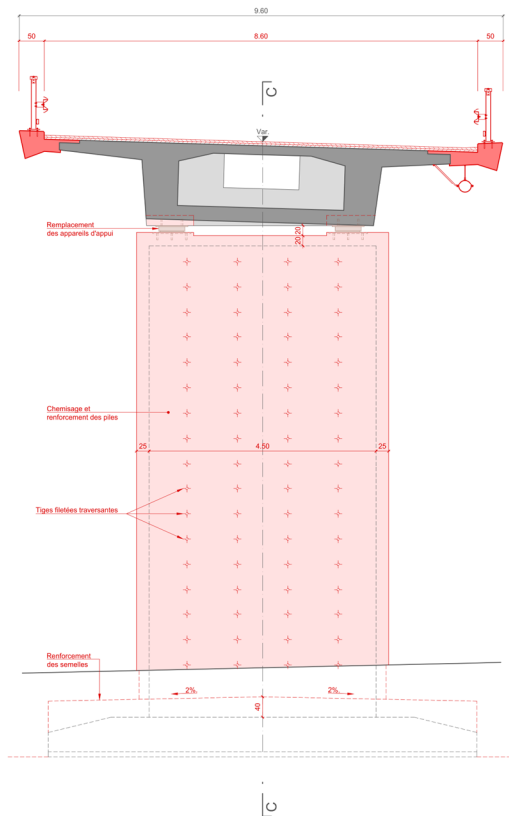 9.60
50
8.60
50
C
Var.
Remplacement
des appareils d'appui
20
20
Chemisage et
renforcement des piles
25
4.50
25
Tiges filetées traversantes
Renforcement
des semelles
2%
2%
40
C